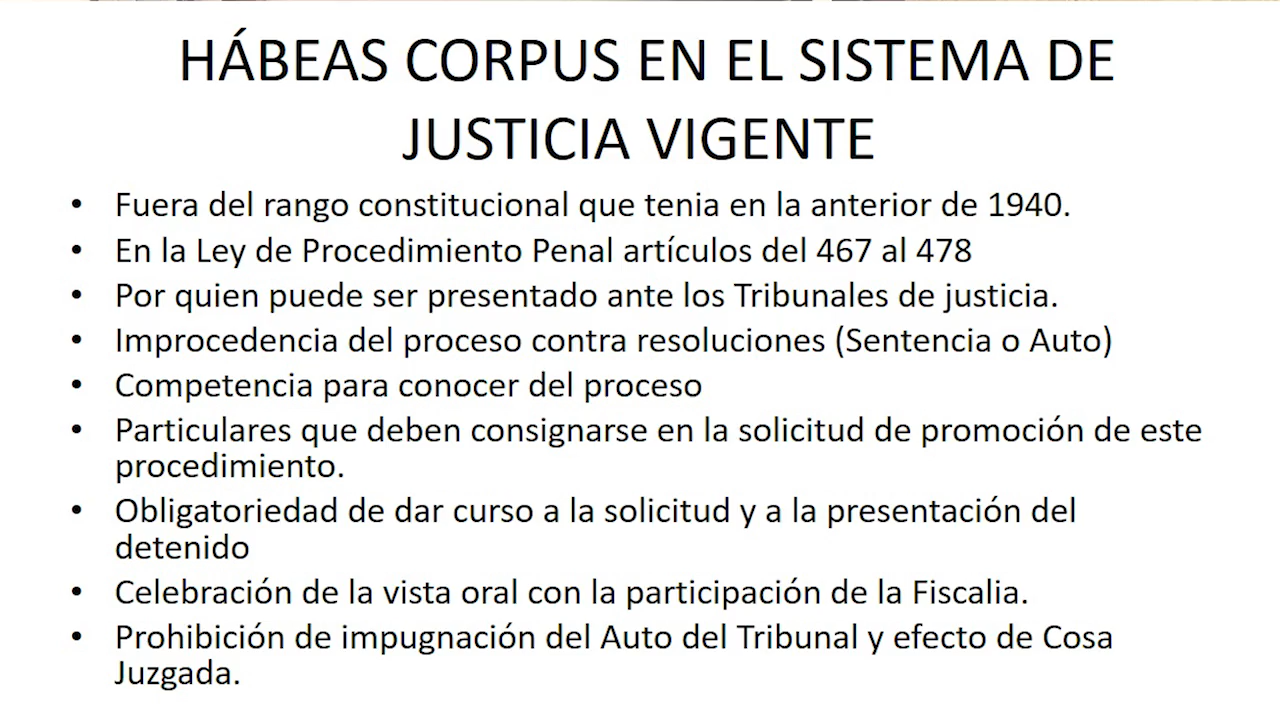 HÁBEAS CORPUS EN EL SISTEMA DE
JUSTICIA VIGENTE
• Fuera del rango constitucional que tenia en la anterior de 1940.
• En la Ley de Procedimiento Penal artículos del 467 al 478
• Por quien puede ser presentado ante los Tribunales de justicia.
• Improcedencia del proceso contra resoluciones (Sentencia o Auto)
• Competencia para conocer del proceso
• Particulares que deben consignarse en la solicitud de promoción de este
procedimiento.
• Obligatoriedad de dar curso a la solicitud y a la presentación del
detenido
• Celebración de la vista oral con la participación de la Fiscalia.
• Prohibición de impugnación del Auto del Tribunal y efecto de Cosa
Juzgada.